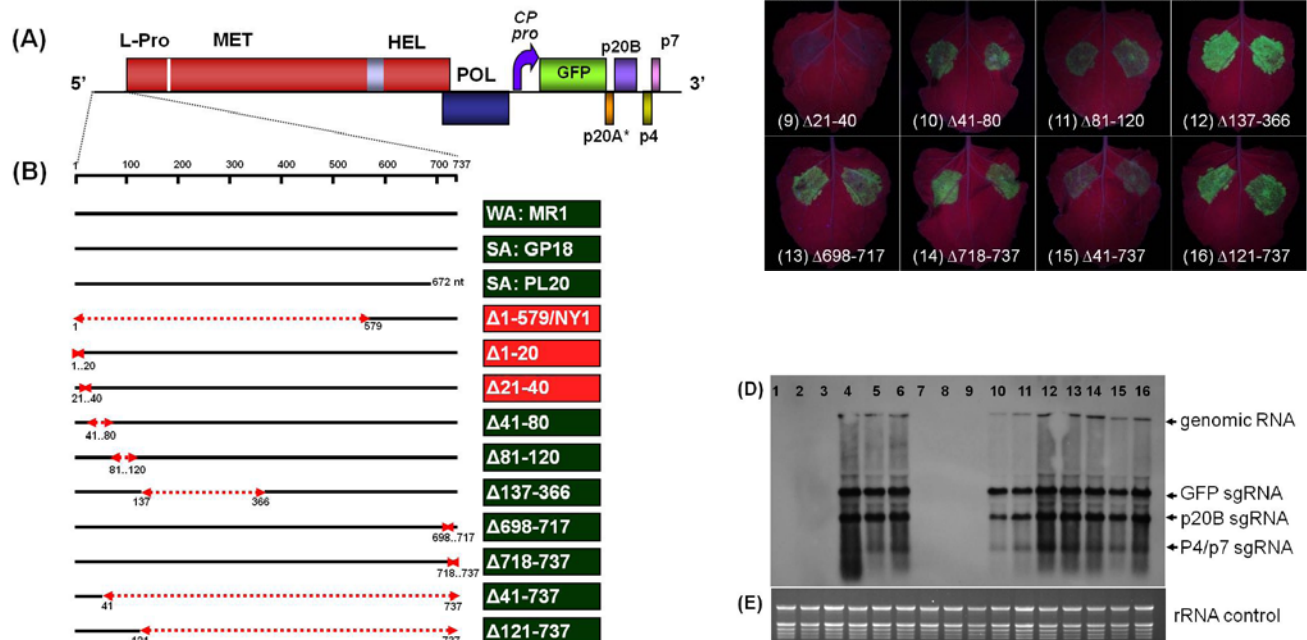 (A)
L-Pro MET HEL
POL
CP
pro
GFP
p20B
p7
5’ 3’
p20A*
p4
(B)
1 100 200 300 400 500 600 700 737
WA: MR1
SA: GP18
672 nt
SA: PL20
1 579
Δ1-579/NY1
1..20
Δ1-20
21..40
Δ21-40
41..80
Δ41-80
81..120
Δ81-120
137 366
Δ137-366
698..717
Δ698-717
718..737
Δ718-737
41 737
Δ41-737
Δ121-737
(9) Δ21-40
(10) Δ41-80
(11) Δ81-120
(12) Δ137-366
(13) Δ698-717
(14) Δ718-737
(15) Δ41-737
(16) Δ121-737
(D)
1 2 3 4 5 6 7 8 9 10 11 12 13 14 15 16
genomic RNA
GFP sgRNA
p20B sgRNA
P4/p7 sgRNA
(E)
rRNA control